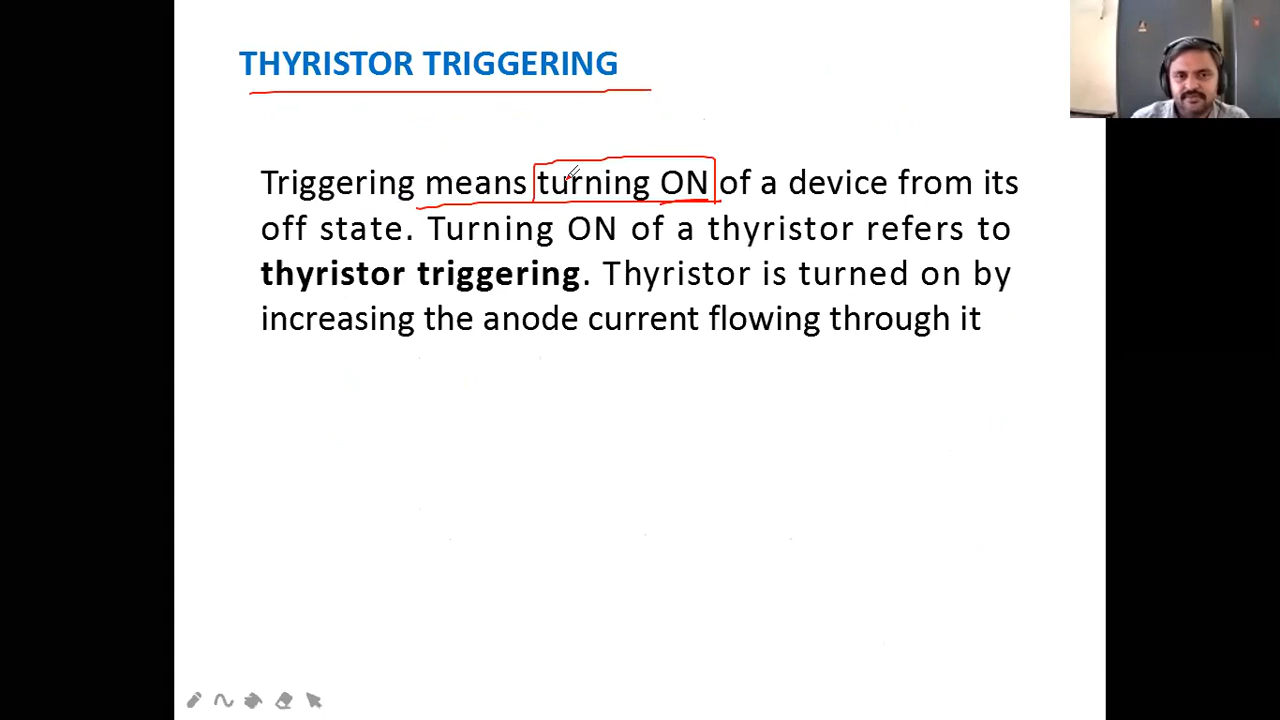 THYRISTOR TRIGGERING
Triggering means turning ON of a device from its
off state. Turning ON of a thyristor refers to
thyristor triggering. Thyristor is turned on by
increasing the anode current flowing through it